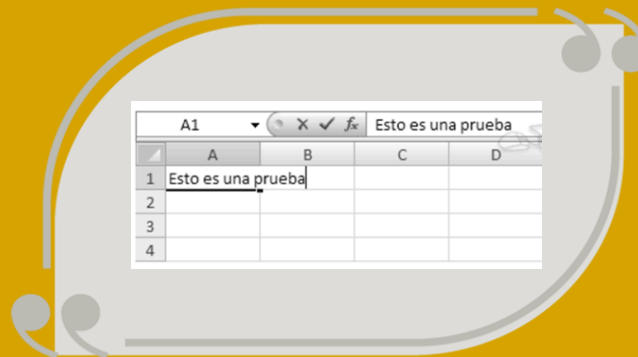 A1 fx Esto es una prueba
A B C D
1 Esto es una prueba
2
3
4